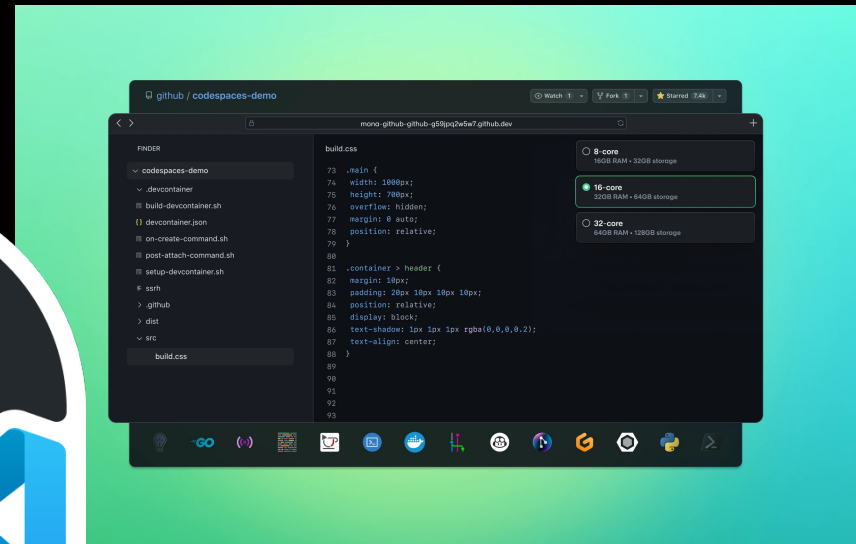 github / codespaces-demo
Watch 1
Fork 1
Starred 7.4k
mono-github-github-g59jpq2w5w7.github.dev
FINDER
codespaces-demo
.devcontainer
build-devcontainer.sh
{} devcontainer.json
on-create-command.sh
post-attach-command.sh
setup-devcontainer.sh
ssrh
.github
dist
src
build.css
build.css
73 .main {
74 width: 1000px;
75 height: 700px;
76 overflow: hidden;
77 margin: 0 auto;
78 position: relative;
79 }
80
81 .container > header {
82 margin: 10px;
83 padding: 20px 10px 10px 10px;
84 position: relative;
85 display: block;
86 text-shadow: 1px 1px 1px rgba(0,0,0,0.2);
87 text-align: center;
88 }
89
90
91
92
93
8-core
16GB RAM • 32GB storage
16-core
32GB RAM • 64GB storage
32-core
64GB RAM • 128GB storage
GO